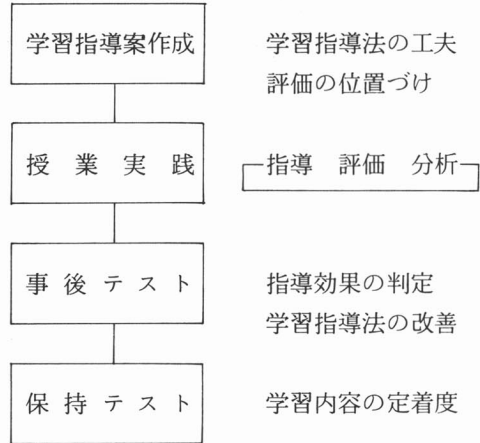 学習指導案作成 学習指導法の工夫
評価の位置づけ
授業実践 指導 評価 分析
事後テスト 指導効果の判定
学習指導法の改善
保持テスト 学習内容の定着度